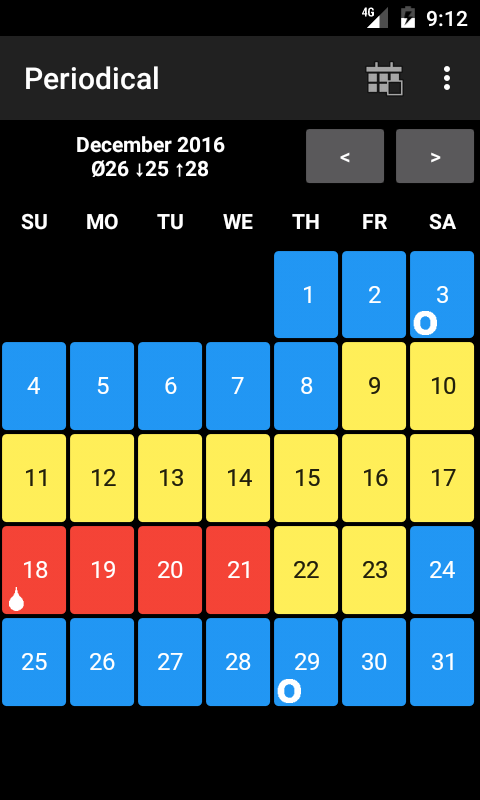 4G 9:12
Periodical
December 2016
Ø26 ↓25 ↑28
< >
SU MO TU WE TH FR SA
1 2 3
O
4 5 6 7 8 9 10
11 12 13 14 15 16 17
18 19 20 21 22 23 24
25 26 27 28 29 30 31
O